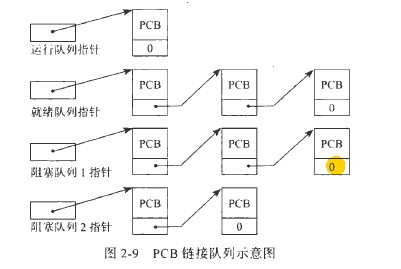 PCB
0
运行队列指针
PCB PCB PCB
0
就绪队列指针
PCB PCB PCB
0
阻塞队列1指针
PCB PCB
0
阻塞队列2指针
图 2-9 PCB 链接队列示意图